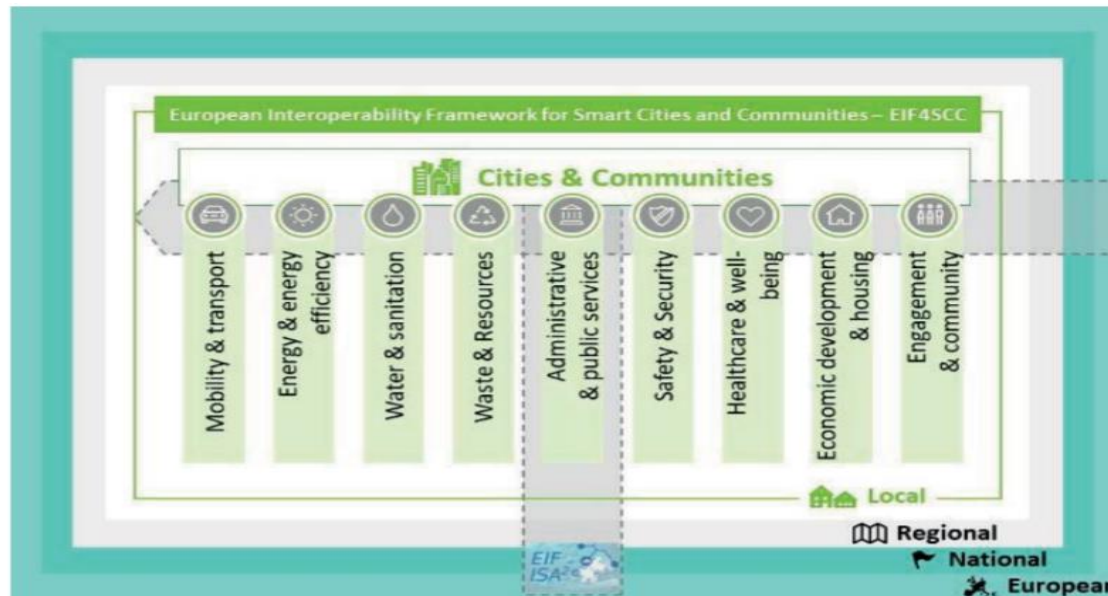 European Interoperability Framework for Smart Cities and Communities – EIF4SCC
Cities & Communities
Mobility & transport
Energy & energy
efficiency
Water & sanitation
Waste & Resources
Administrative
& public services
Safety & Security
Healthcare & well-
being
Economic development
& housing
Engagement
& community
Local
Regional
National
European
EIF
ISA²